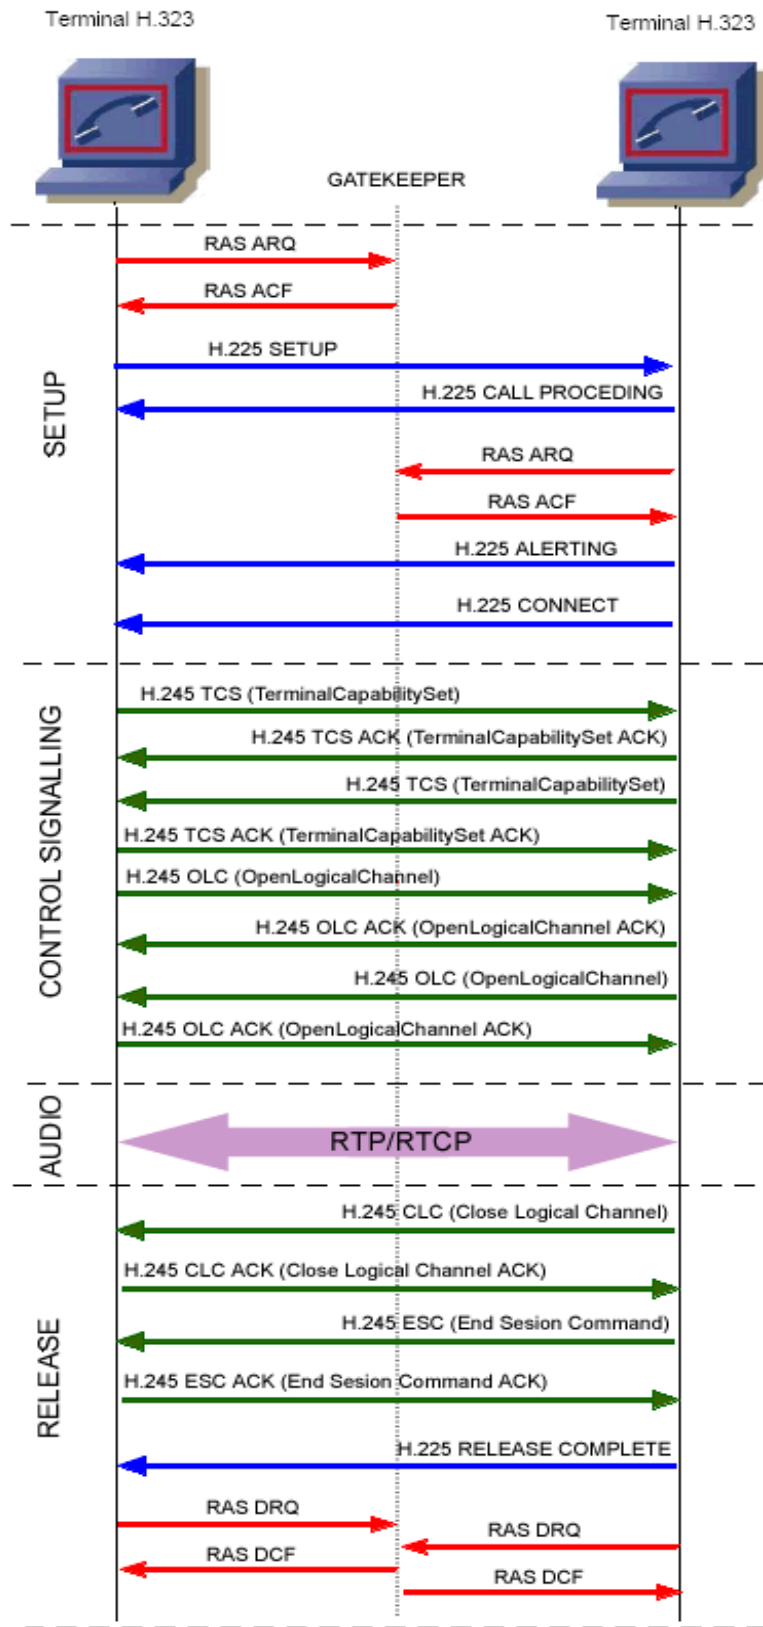 Terminal H.323
Terminal H.323
GATEKEEPER
SETUP
RAS ARQ
RAS ACF
H.225 SETUP
H.225 CALL PROCEDING
RAS ARQ
RAS ACF
H.225 ALERTING
H.225 CONNECT
CONTROL SIGNALLING
H.245 TCS (TerminalCapabilitySet)
H.245 TCS ACK (TerminalCapabilitySet ACK)
H.245 TCS (TerminalCapabilitySet)
H.245 TCS ACK (TerminalCapabilitySet ACK)
H.245 OLC (OpenLogicalChannel)
H.245 OLC ACK (OpenLogicalChannel ACK)
H.245 OLC (OpenLogicalChannel)
H.245 OLC ACK (OpenLogicalChannel ACK)
AUDIO
RTP/RTCP
RELEASE
H.245 CLC (Close Logical Channel)
H.245 CLC ACK (Close Logical Channel ACK)
H.245 ESC (End Sesion Command)
H.245 ESC ACK (End Sesion Command ACK)
H.225 RELEASE COMPLETE
RAS DRQ
RAS DRQ
RAS DCF
RAS DCF